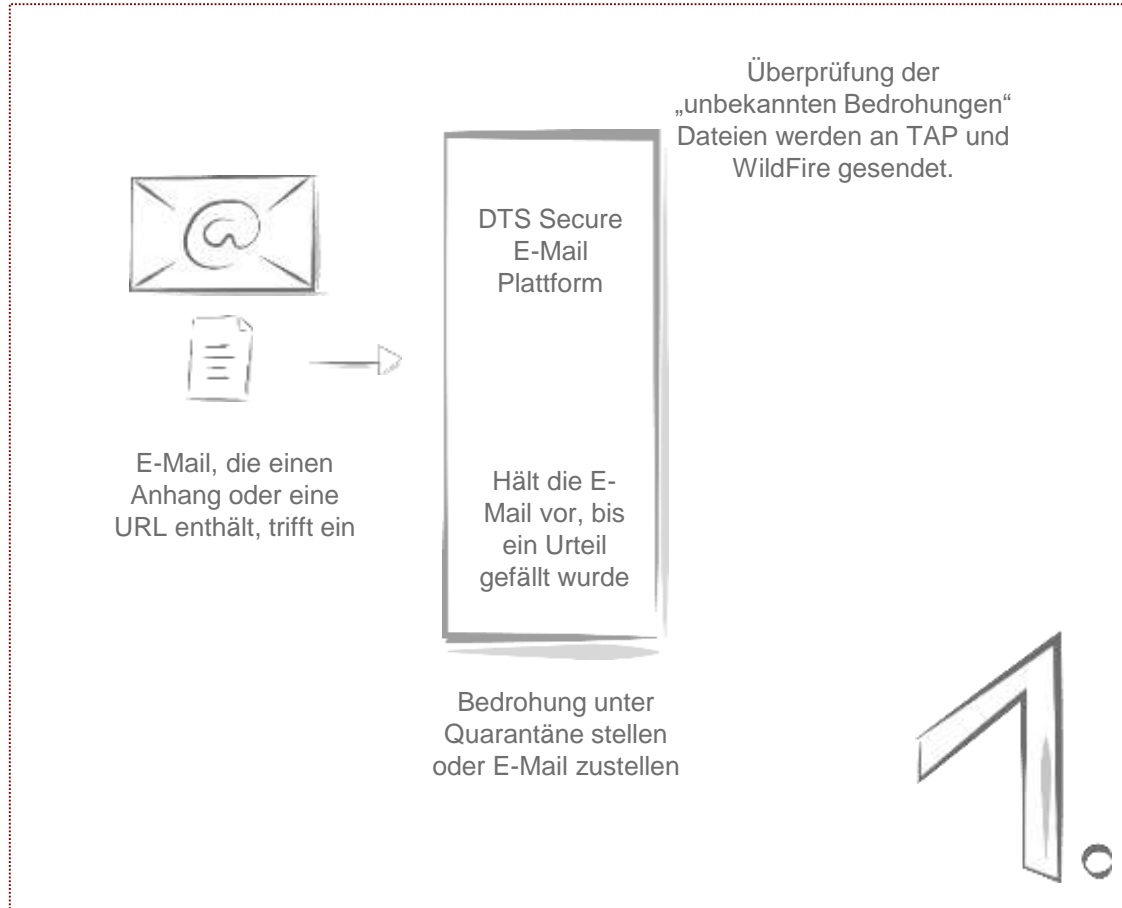 Überprüfung der
„unbekannten Bedrohungen“
Dateien werden an TAP und
WildFire gesendet.
DTS Secure
E-Mail
Plattform
@
E-Mail, die einen
Anhang oder eine
URL enthält, trifft ein
Hält die E-
Mail vor, bis
ein Urteil
gefällt wurde
Bedrohung unter
Quarantäne stellen
oder E-Mail zustellen
1.